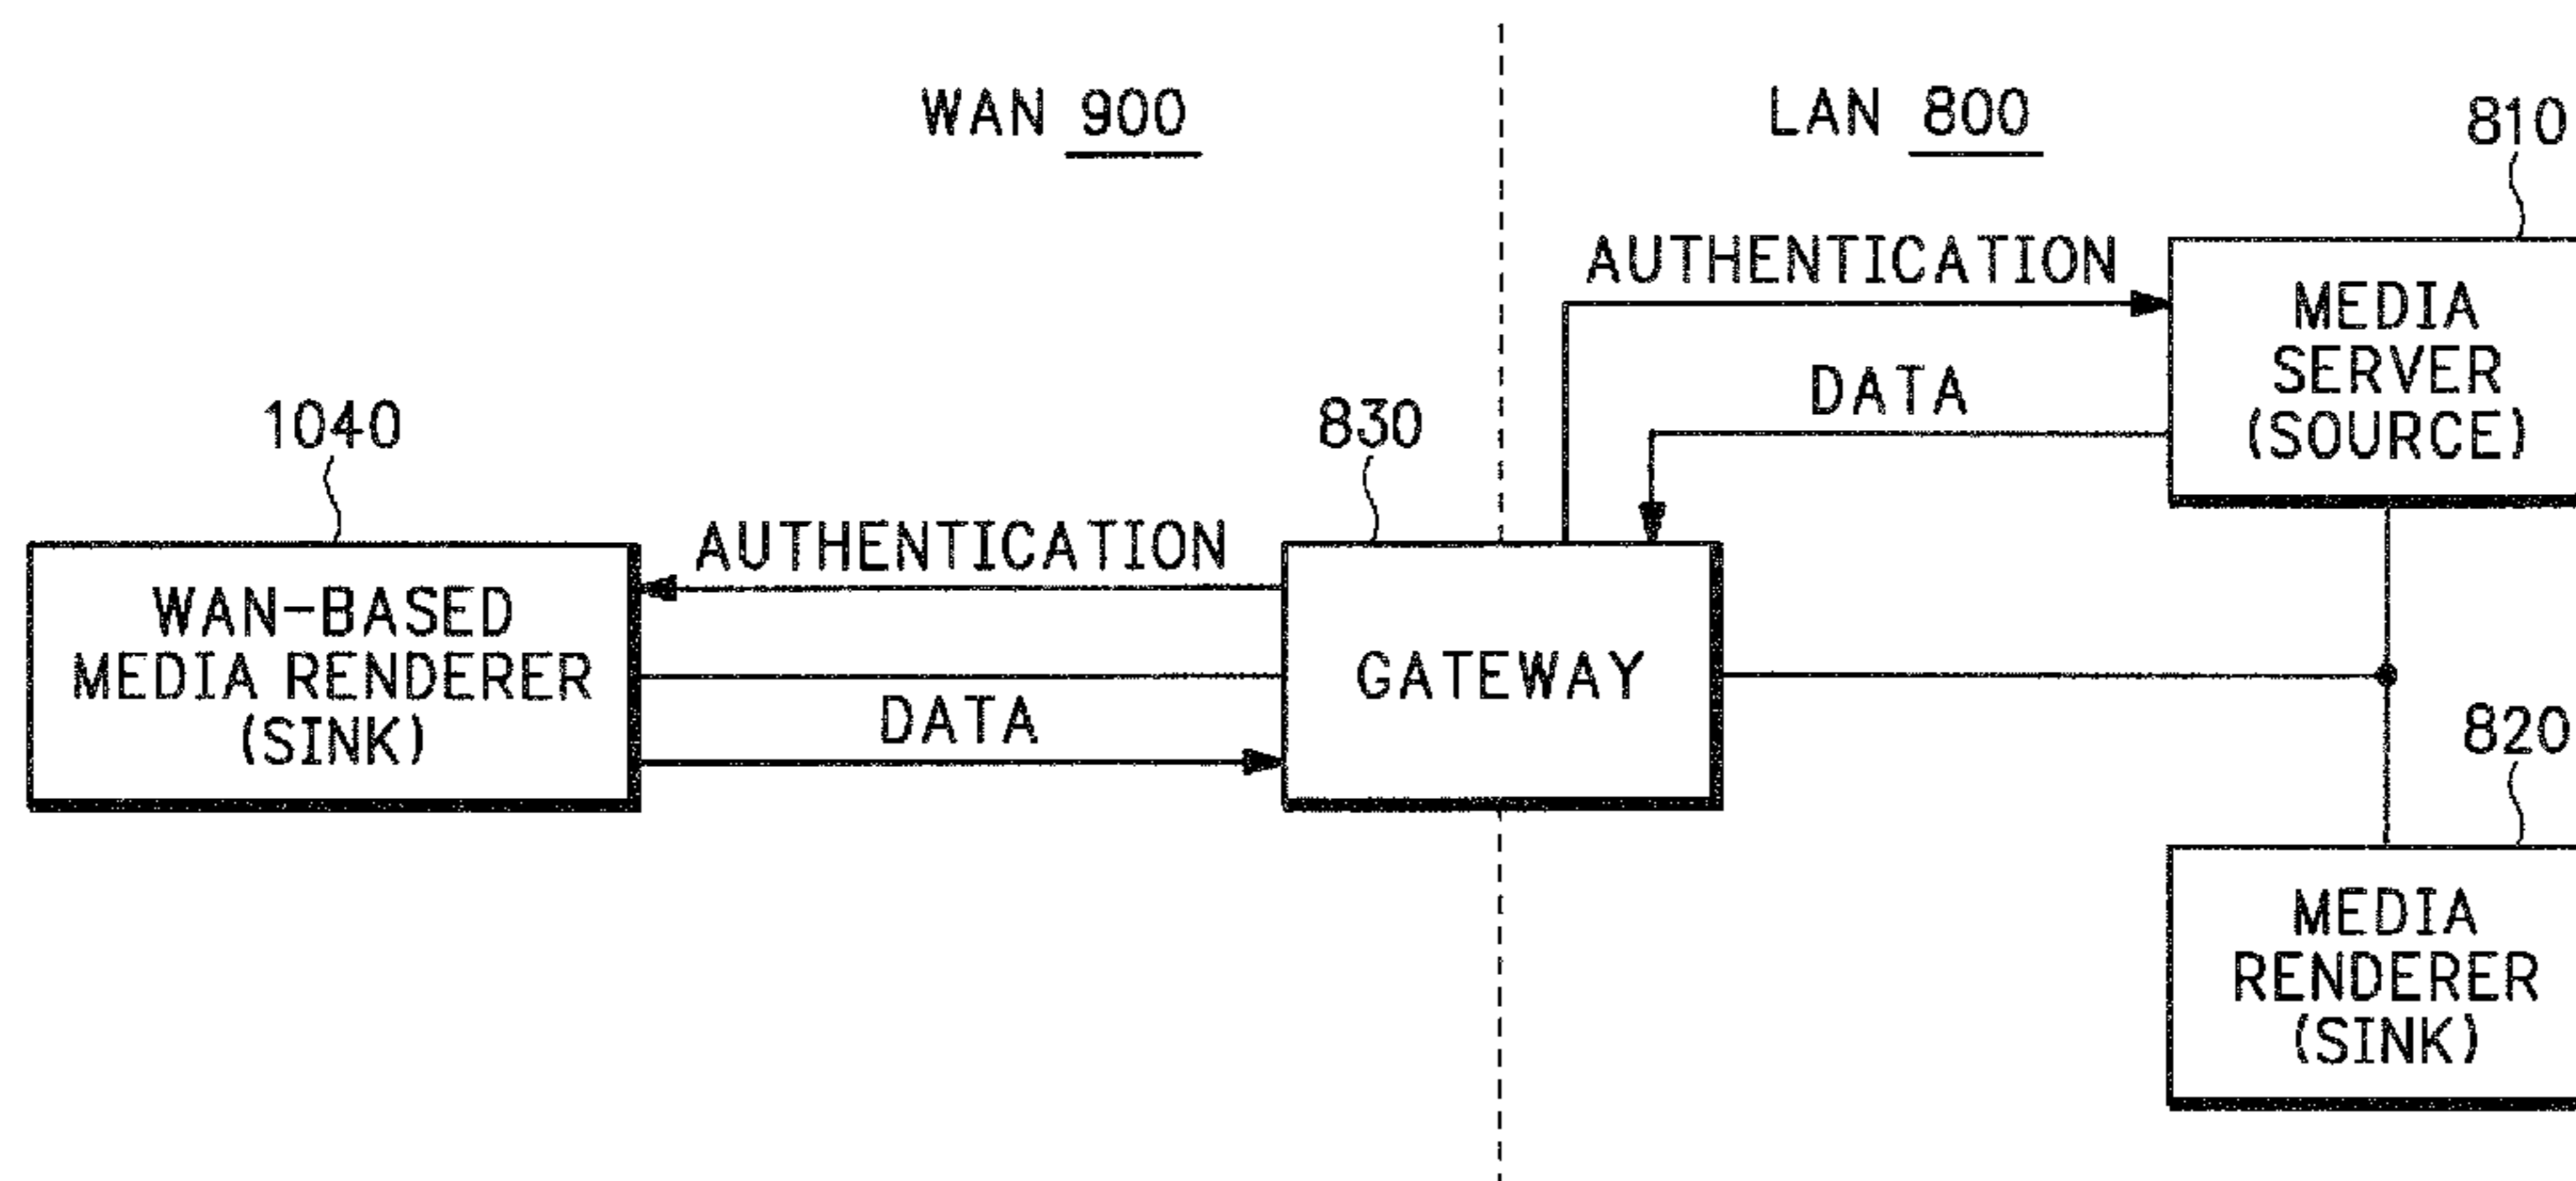 WAN 900
LAN 800
810
AUTHENTICATION
MEDIA
SERVER
(SOURCE)
DATA
1040
830
AUTHENTICATION
WAN-BASED
MEDIA RENDERER
(SINK)
GATEWAY
DATA
820
MEDIA
RENDERER
(SINK)